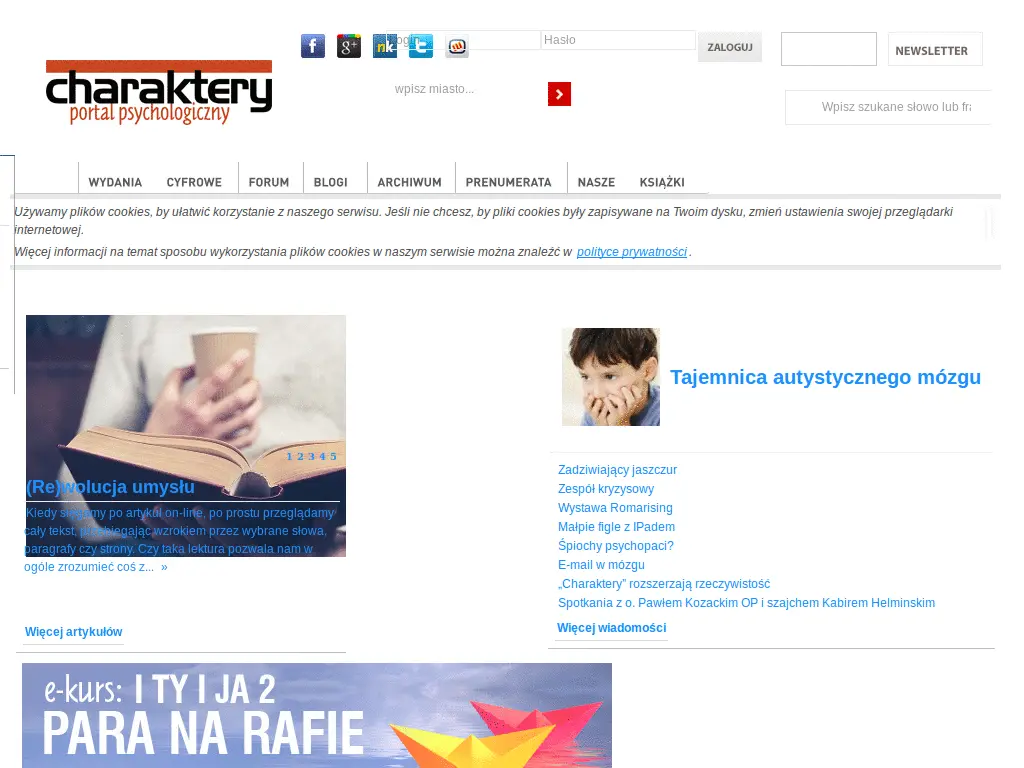 Login
Hasło
ZALOGUJ
NEWSLETTER
charaktery
portal psychologiczny
wpisz miasto...
Wpisz szukane słowo lub fra
WYDANIA CYFROWE FORUM BLOGI ARCHIWUM PRENUMERATA NASZE KSIĄŻKI
Używamy plików cookies, by ułatwić korzystanie z naszego serwisu. Jeśli nie chcesz, by pliki cookies były zapisywane na Twoim dysku, zmień ustawienia swojej przeglądarki
internetowej.
Więcej informacji na temat sposobu wykorzystania plików cookies w naszym serwisie można znaleźć w polityce prywatności .
1 2 3 4 5
(Re)wolucja umysłu
Kiedy sięgamy po artykuł on-line, po prostu przeglądamy
cały tekst, przebiegając wzrokiem przez wybrane słowa,
paragrafy czy strony. Czy taka lektura pozwala nam w
ogóle zrozumieć coś z... »
Więcej artykułów
Tajemnica autystycznego mózgu
Zadziwiający jaszczur
Zespół kryzysowy
Wystawa Romarising
Małpie figle z IPadem
Śpiochy psychopaci?
E-mail w mózgu
„Charaktery” rozszerzają rzeczywistość
Spotkania z o. Pawłem Kozackim OP i szajchem Kabirem Helminskim
Więcej wiadomości
e-kurs: I TY I JA 2
PARA NA RAFIE